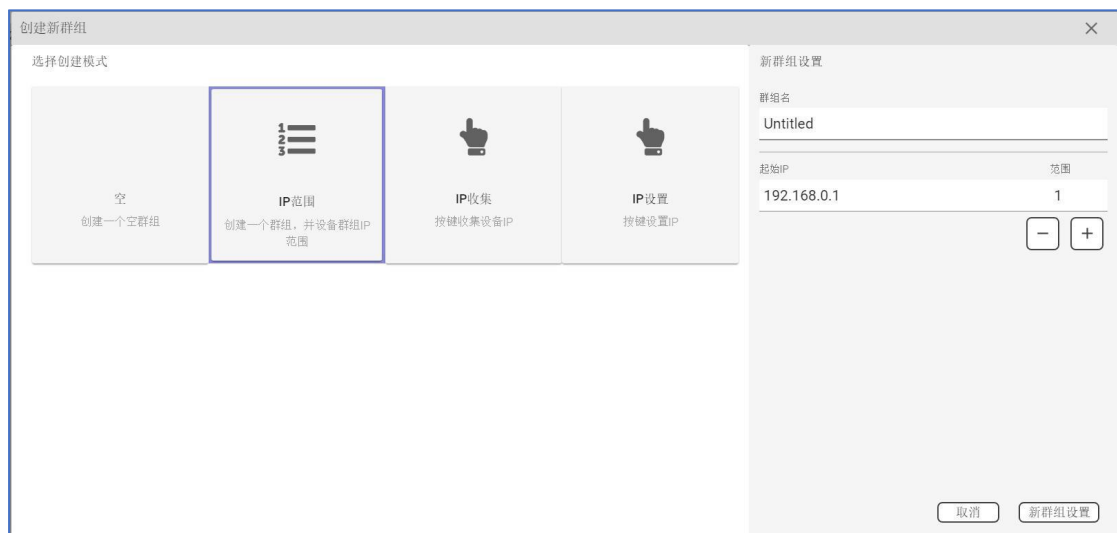 创建新群组
选择创建模式
空
创建一个空群组
1
2
3
IP范围
创建一个群组，并设备群组IP
范围
IP收集
按键收集设备IP
IP设置
按键设置IP
新群组设置
群组名
Untitled
起始IP 范围
192.168.0.1 1
取消 新群组设置